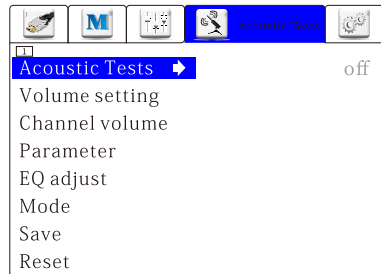 M
Acoustic Tests
1
Acoustic Tests off
Volume setting
Channel volume
Parameter
EQ adjust
Mode
Save
Reset